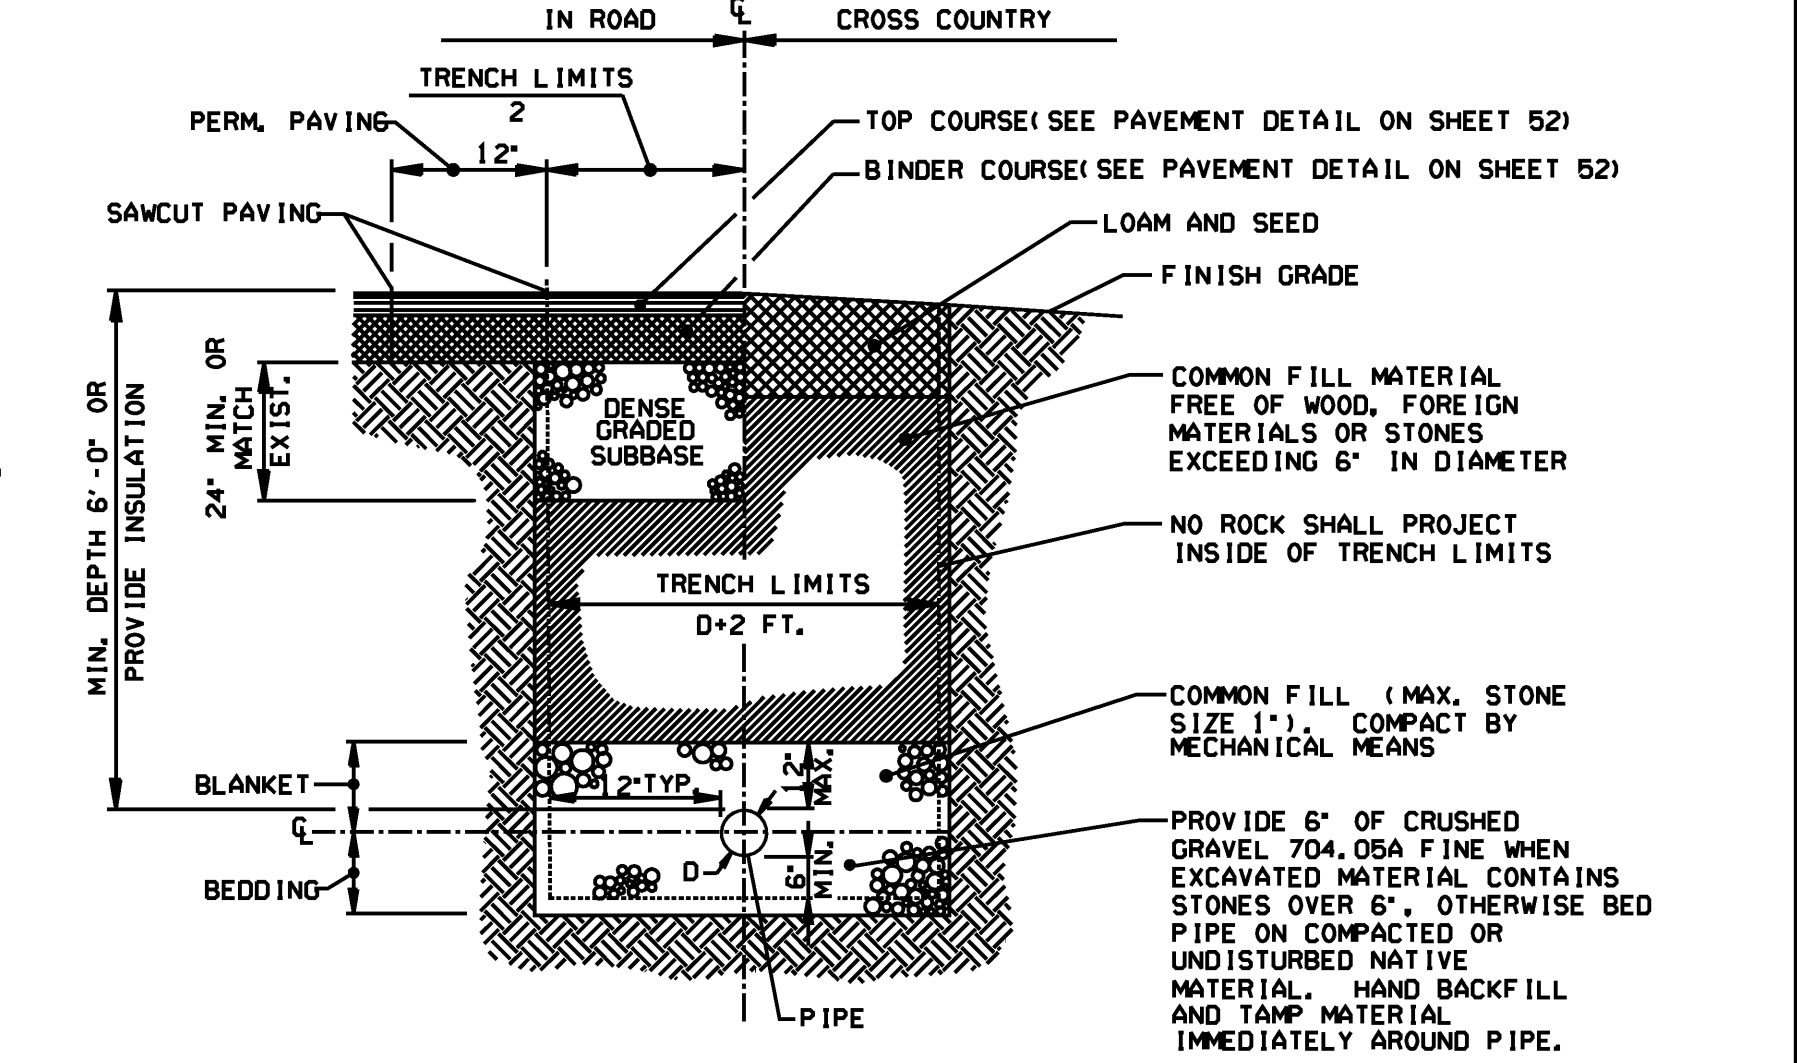 IN ROAD
CL
CROSS COUNTRY
TRENCH LIMITS
2
PERM. PAVING
12"
TOP COURSE(SEE PAVEMENT DETAIL ON SHEET 52)
BINDER COURSE(SEE PAVEMENT DETAIL ON SHEET 52)
SAWCUT PAVING
LOAM AND SEED
FINISH GRADE
MIN. DEPTH 6'-0" OR
PROVIDE INSULATION
24" MIN. OR
MATCH
EXIST.
DENSE
GRADED
SUBBASE
COMMON FILL MATERIAL
FREE OF WOOD, FOREIGN
MATERIALS OR STONES
EXCEEDING 6" IN DIAMETER
NO ROCK SHALL PROJECT
INSIDE OF TRENCH LIMITS
TRENCH LIMITS
D+2 FT.
COMMON FILL (MAX. STONE
SIZE 1"). COMPACT BY
MECHANICAL MEANS
BLANKET
12"TYP.
12"
MAX.
CL
BEDDING
D
6"
MIN.
PROVIDE 6" OF CRUSHED
GRAVEL 704.05A FINE WHEN
EXCAVATED MATERIAL CONTAINS
STONES OVER 6", OTHERWISE BED
PIPE ON COMPACTED OR
UNDISTURBED NATIVE
MATERIAL. HAND BACKFILL
AND TAMP MATERIAL
IMMEDIATELY AROUND PIPE.
PIPE